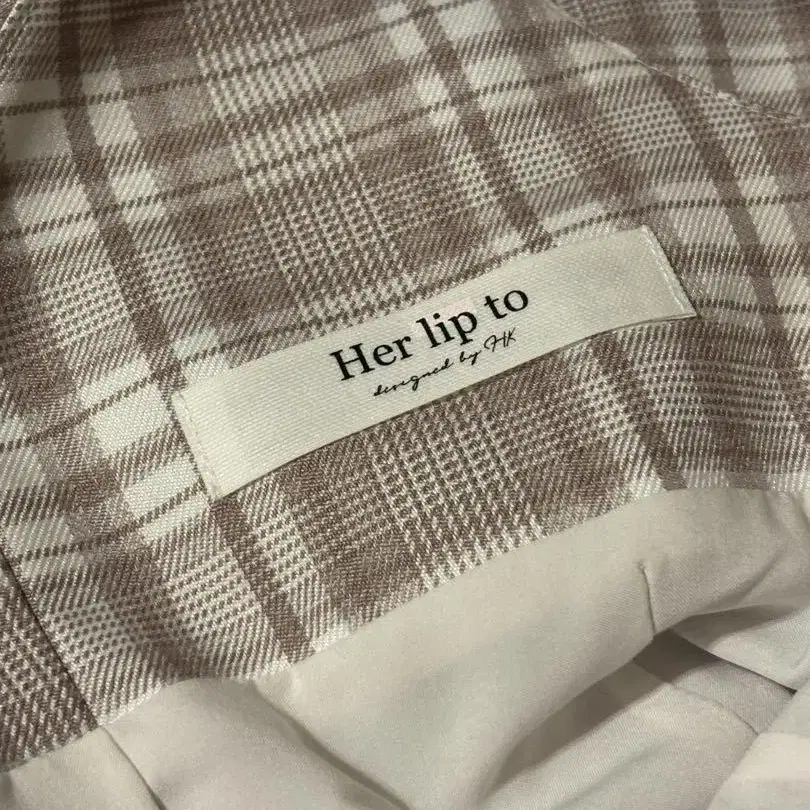 Her lip to
designed by HK